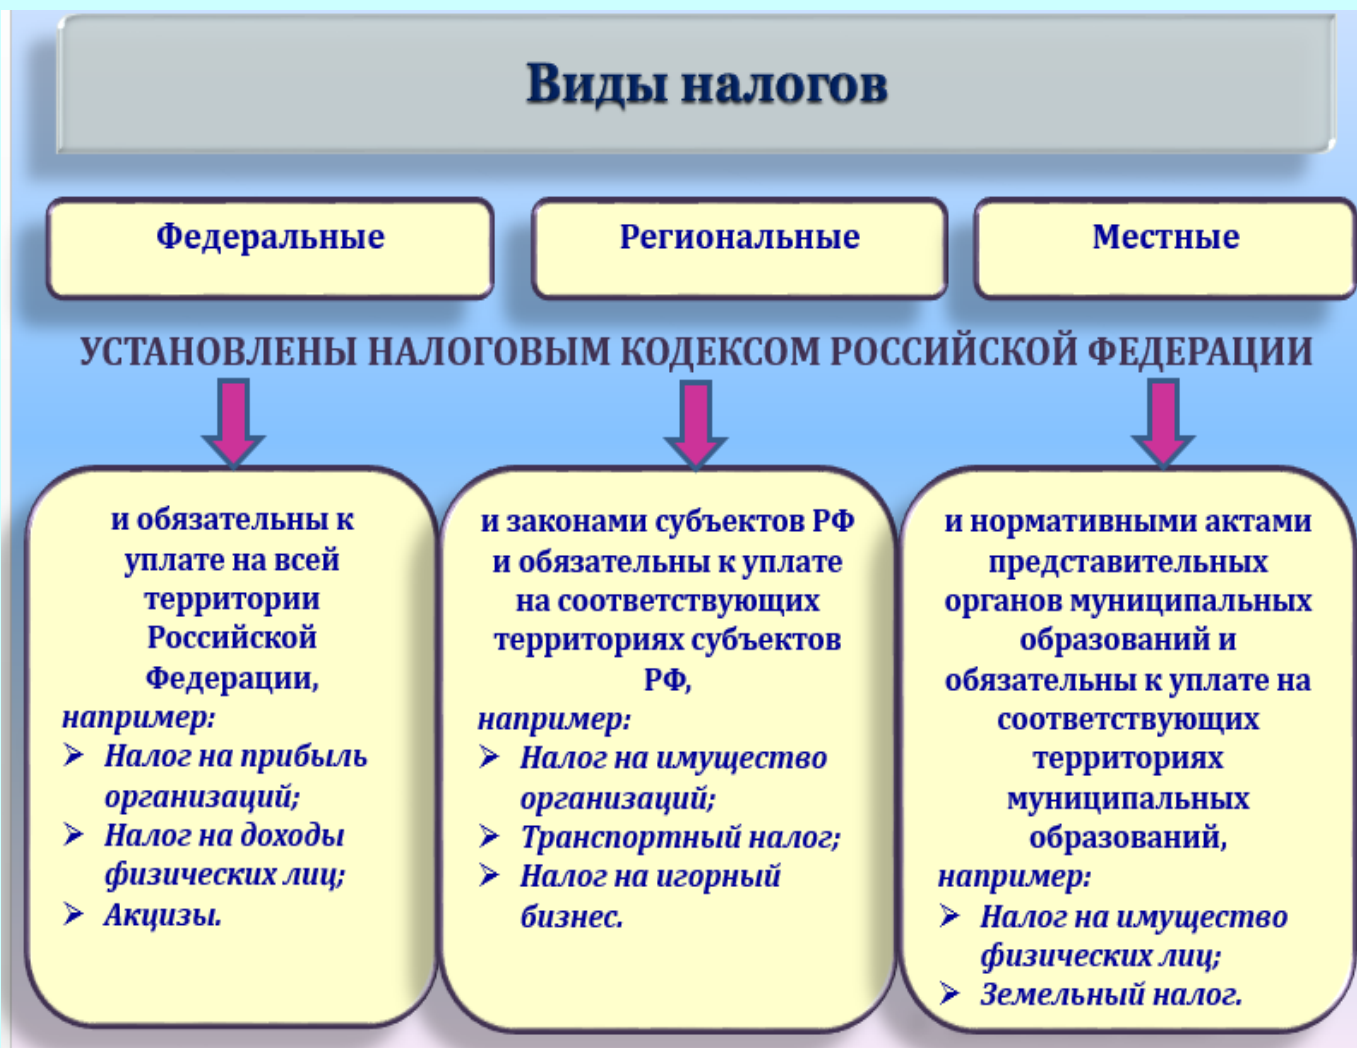 Виды налогов
Федеральные
Региональные
Местные
УСТАНОВЛЕНЫ НАЛОГОВЫМ КОДЕКСОМ РОССИЙСКОЙ ФЕДЕРАЦИИ
и обязательны к
уплате на всей
территории
Российской
Федерации,
например:
➢ Налог на прибыль
организаций;
➢ Налог на доходы
физических лиц;
➢ Акцизы.
и законами субъектов РФ
и обязательны к уплате
на соответствующих
территориях субъектов
РФ,
например:
➢ Налог на имущество
организаций;
➢ Транспортный налог;
➢ Налог на игорный
бизнес.
и нормативными актами
представительных
органов муниципальных
образований и
обязательны к уплате на
соответствующих
территориях
муниципальных
образований,
например:
➢ Налог на имущество
физических лиц;
➢ Земельный налог.